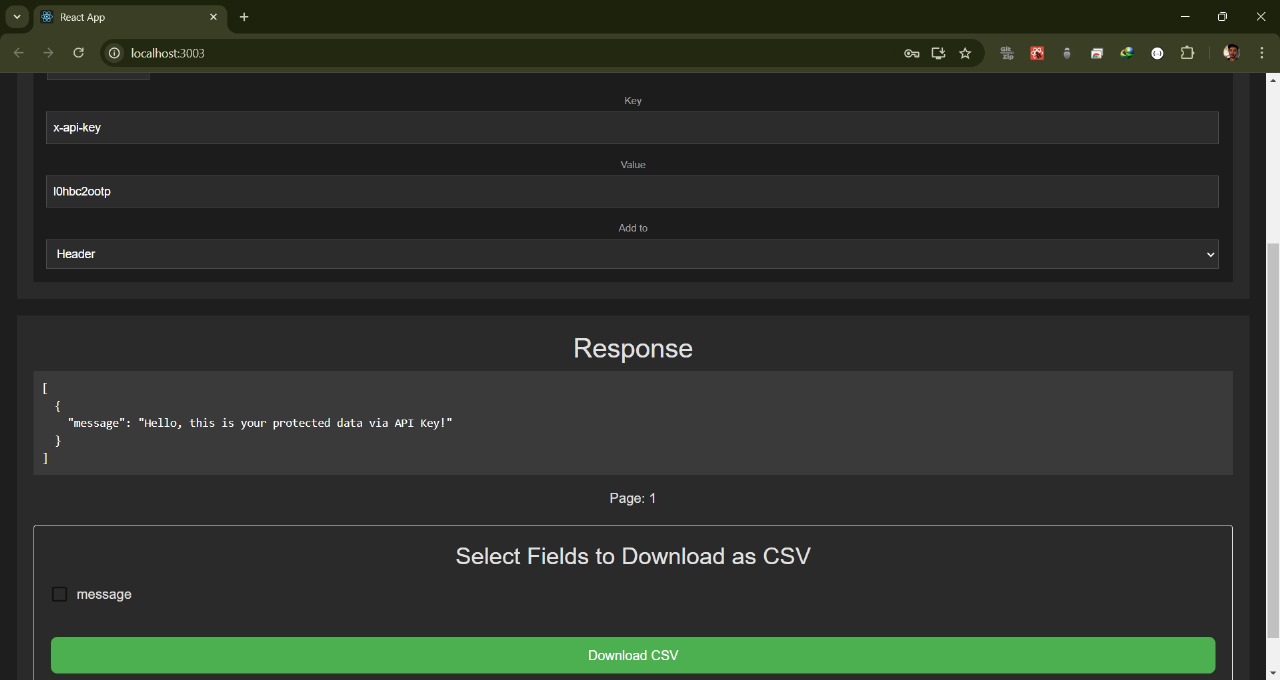 React App
localhost:3003
Key
x-api-key
Value
l0hbc2ootp
Add to
Header
Response
[
{
"message": "Hello, this is your protected data via API Key!"
}
]
Page: 1
Select Fields to Download as CSV
message
Download CSV